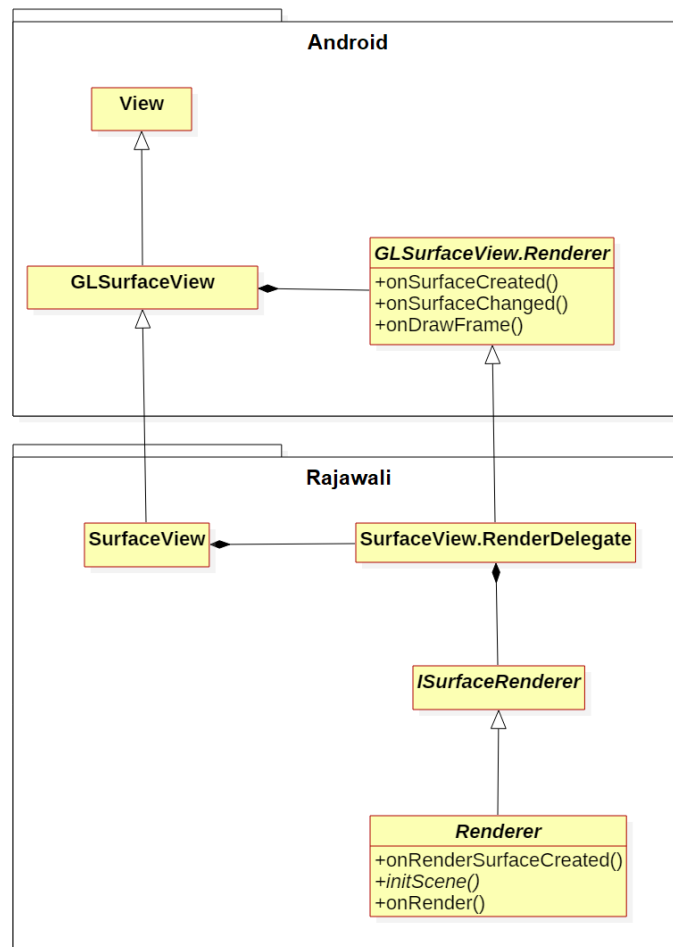 Android
View
GLSurfaceView
GLSurfaceView.Renderer
+onSurfaceCreated()
+onSurfaceChanged()
+onDrawFrame()
Rajawali
SurfaceView
SurfaceView.RenderDelegate
ISurfaceRenderer
Renderer
+onRenderSurfaceCreated()
+initScene()
+onRender()